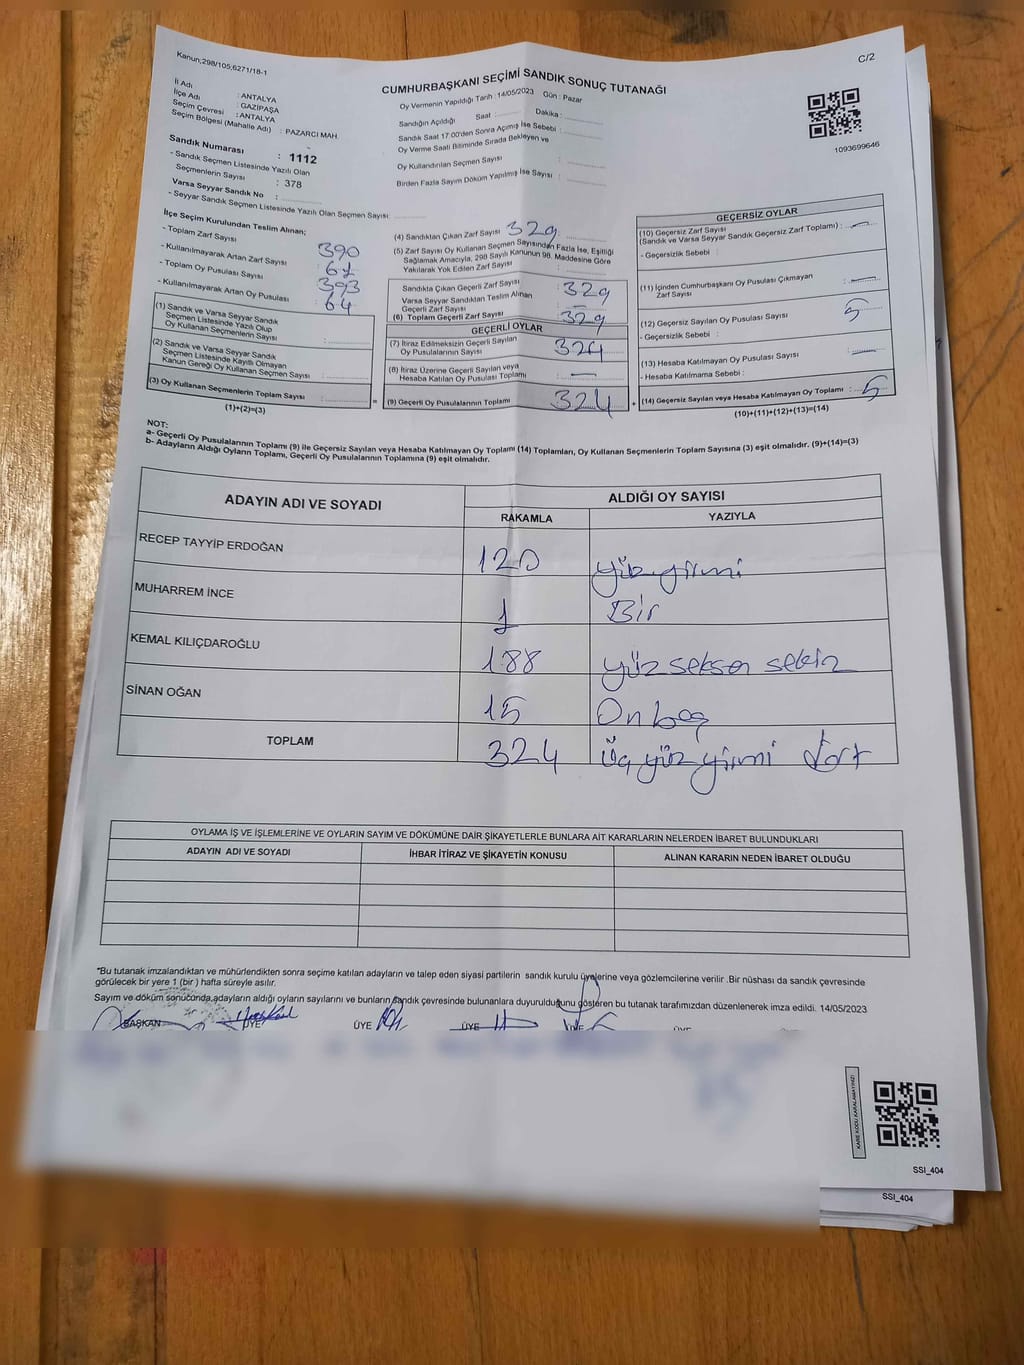 Kanun;298/105;6271/18-1
C/2
CUMHURBAŞKANI SEÇİMİ SANDIK SONUÇ TUTANAĞI
İl Adı : ANTALYA
İlçe Adı : GAZİPAŞA
Seçim Çevresi : ANTALYA
Seçim Bölgesi (Mahalle Adı) : PAZARCI MAH.
Oy Vermenin Yapıldığı Tarih : 14/05/2023 Gün : Pazar
Sandığın Açıldığı Saat : Dakika :
Sandık Saat 17:00'den Sonra Açımış İse Sebebi :
Oy Verme Saati Bitiminde Sırada Bekleyen ve
Oy Kullandırılan Seçmen Sayısı :
Birden Fazla Sayım Döküm Yapılmış İse Sayısı :
1093699646
Sandık Numarası : 1112
- Sandık Seçmen Listesinde Yazılı Olan
Seçmenlerin Sayısı : 378
Varsa Seyyar Sandık No :
- Seyyar Sandık Seçmen Listesinde Yazılı Olan Seçmen Sayısı:
İlçe Seçim Kurulundan Teslim Alınan;
- Toplam Zarf Sayısı : 390
- Kullanılmayarak Artan Zarf Sayısı : 61
- Toplam Oy Pusulası Sayısı : 393
- Kullanılmayarak Artan Oy Pusulası : 64
(1) Sandık ve Varsa Seyyar Sandık
Seçmen Listesinde Yazılı Olup
Oy Kullanan Seçmenlerin Sayısı :
(2) Sandık ve Varsa Seyyar Sandık
Seçmen Listesinde Kayıtlı Olmayan
Kanun Gereği Oy Kullanan Seçmen Sayısı :
(3) Oy Kullanan Seçmenlerin Toplam Sayısı : =
(1)+(2)=(3)
(4) Sandıktan Çıkan Zarf Sayısı : 329
(5) Zarf Sayısı Oy Kullanan Seçmen Sayısından Fazla İse, Eşitliği
Sağlamak Amacıyla, 298 Sayılı Kanunun 98. Maddesine Göre
Yakılarak Yok Edilen Zarf Sayısı :
Sandıkta Çıkan Geçerli Zarf Sayısı : 329
Varsa Seyyar Sandıktan Teslim Alınan
Geçerli Zarf Sayısı : —
(6) Toplam Geçerli Zarf Sayısı : 329
GEÇERLİ OYLAR
(7) İtiraz Edilmeksizin Geçerli Sayılan
Oy Pusulalarının Sayısı : 324
(8) İtiraz Üzerine Geçerli Sayılan veya
Hesaba Katılan Oy Pusulası Toplamı : —
(9) Geçerli Oy Pusulalarının Toplamı : 324 +
GEÇERSİZ OYLAR
(10) Geçersiz Zarf Sayısı
(Sandık ve Varsa Seyyar Sandık Geçersiz Zarf Toplamı) : —
- Geçersizlik Sebebi :
(11) İçinden Cumhurbaşkanı Oy Pusulası Çıkmayan
Zarf Sayısı : —
(12) Geçersiz Sayılan Oy Pusulası Sayısı : 5
- Geçersizlik Sebebi :
(13) Hesaba Katılmayan Oy Pusulası Sayısı : —
- Hesaba Katılmama Sebebi :
(14) Geçersiz Sayılan veya Hesaba Katılmayan Oy Toplamı : 5
(10)+(11)+(12)+(13)=(14)
NOT:
a- Geçerli Oy Pusulalarının Toplamı (9) ile Geçersiz Sayılan veya Hesaba Katılmayan Oy Toplamı (14) Toplamları, Oy Kullanan Seçmenlerin Toplam Sayısına (3) eşit olmalıdır. (9)+(14)=(3)
b- Adayların Aldığı Oyların Toplamı, Geçerli Oy Pusulalarının Toplamına (9) eşit olmalıdır.
ADAYIN ADI VE SOYADI ALDIĞI OY SAYISI
RAKAMLA YAZIYLA
RECEP TAYYİP ERDOĞAN 120 yüz yirmi
MUHARREM İNCE 1 Bir
KEMAL KILIÇDAROĞLU 188 yüz seksen sekiz
SİNAN OĞAN 15 On beş
TOPLAM 324 üç yüz yirmi dört
OYLAMA İŞ VE İŞLEMLERİNE VE OYLARIN SAYIM VE DÖKÜMÜNE DAİR ŞİKAYETLERLE BUNLARA AİT KARARLARIN NELERDEN İBARET BULUNDUKLARI
ADAYIN ADI VE SOYADI İHBAR İTİRAZ VE ŞİKAYETİN KONUSU ALINAN KARARIN NEDEN İBARET OLDUĞU
*Bu tutanak imzalandıktan ve mühürlendikten sonra seçime katılan adayların ve talep eden siyasi partilerin sandık kurulu üyelerine veya gözlemcilerine verilir .Bir nüshası da sandık çevresinde
görülecek bir yere 1 (bir ) hafta süreyle asılır.
Sayım ve döküm sonucunda,adayların aldığı oyların sayılarını ve bunların sandık çevresinde bulunanlara duyurulduğunu gösteren bu tutanak tarafımızdan düzenlenerek imza edildi. 14/05/2023
BAŞKAN ÜYE ÜYE ÜYE ÜYE ÜYE ÜYE
KARE KODU KARALAMAYINIZ!
SSI_404
SSI_404